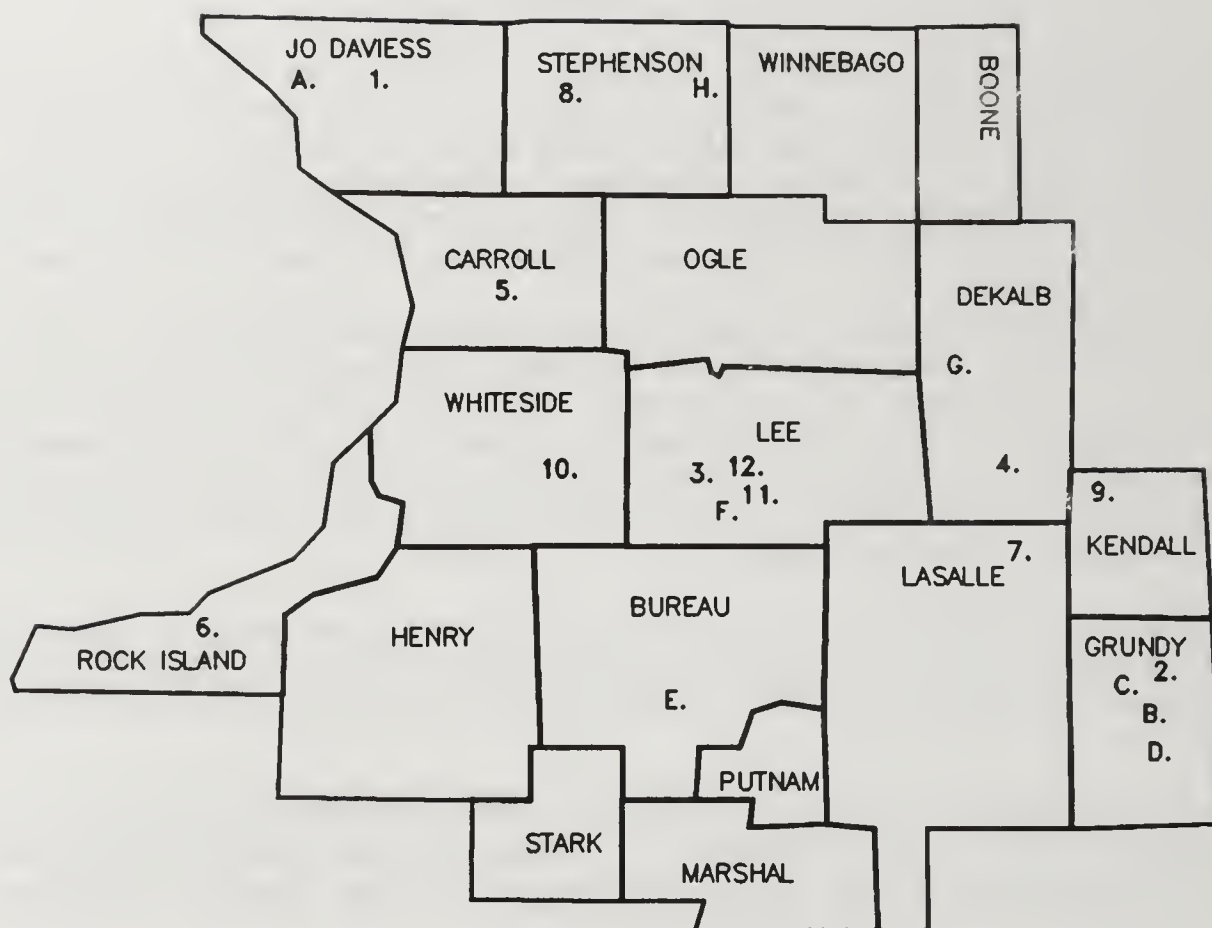 JO DAVIESS
A. 1.
STEPHENSON
8. H.
WINNEBAGO
BOONE
CARROLL
5.
OGLE
DEKALB
G.
4.
WHITESIDE
10.
LEE
3. 12.
11.
F.
9.
KENDALL
7.
LASALLE
BUREAU
E.
HENRY
6.
ROCK ISLAND
GRUNDY
2.
C.
B.
D.
PUTNAM
STARK
MARSHAL